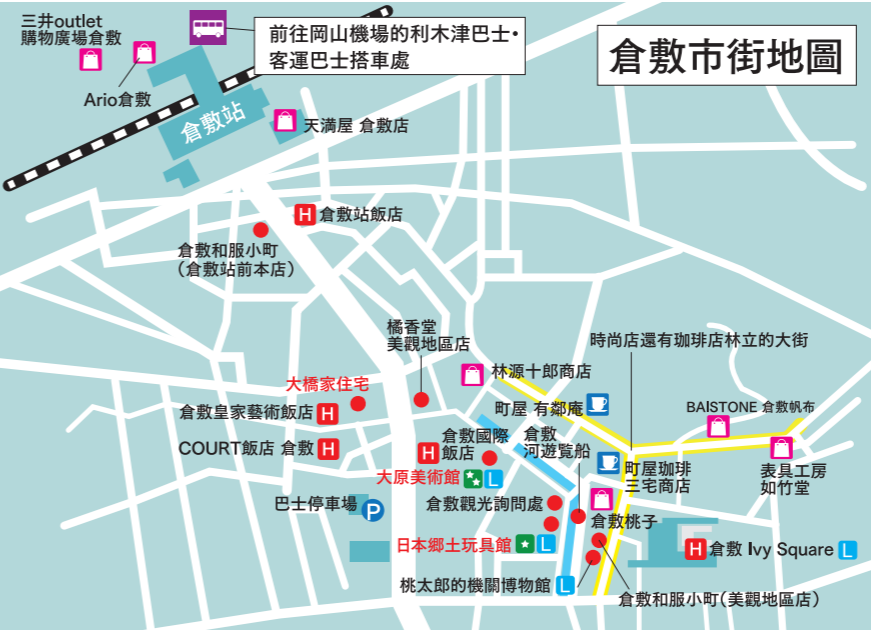 三井outlet
購物廣場倉敷
前往岡山機場的利木津巴士・
客運巴士搭車處
倉敷市街地圖
Ario倉敷
倉敷站
天満屋 倉敷店
H 倉敷站飯店
倉敷和服小町
（倉敷站前本店）
橘香堂
美觀地區店
時尚店還有珈琲店林立的大街
林源十郎商店
大橋家住宅
倉敷皇家藝術飯店 H
町屋 有鄰庵
BAISTONE 倉敷帆布
COURT飯店 倉敷 H
H 倉敷國際
飯店
倉敷
河遊覧船
町屋珈琲
三宅商店
表具工房
如竹堂
大原美術館 L
巴士停車場 P
倉敷觀光詢問處
倉敷桃子
日本郷土玩具館 L
H 倉敷 Ivy Square L
桃太郎的機關博物館 L
倉敷和服小町（美觀地區店）